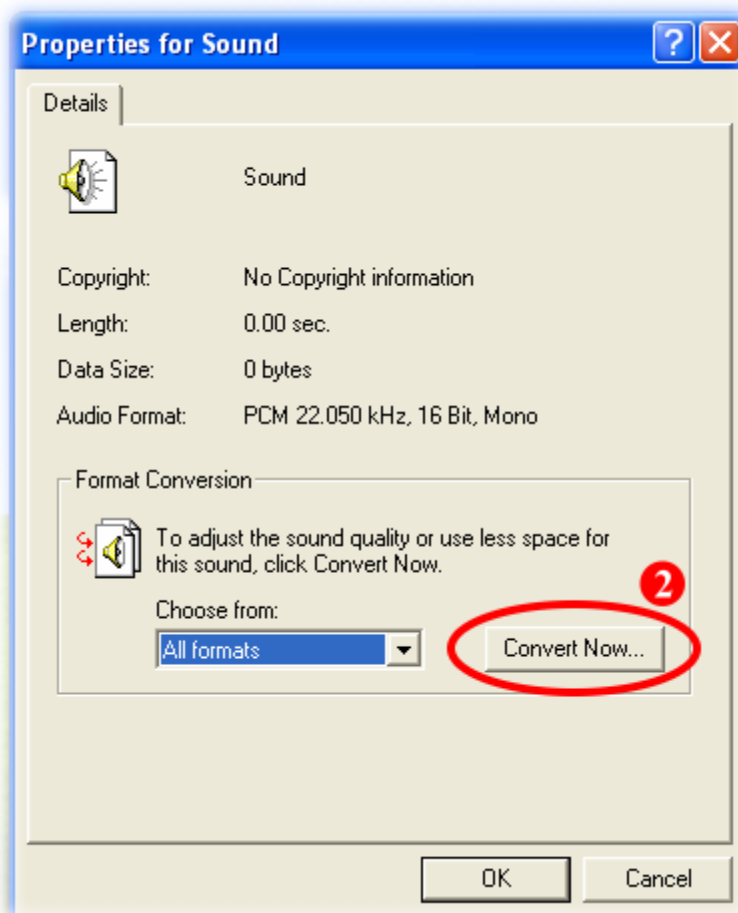 Properties for Sound
Details
Sound
Copyright: No Copyright information
Length: 0.00 sec.
Data Size: 0 bytes
Audio Format: PCM 22.050 kHz, 16 Bit, Mono
Format Conversion
To adjust the sound quality or use less space for
this sound, click Convert Now.
2
Choose from:
All formats Convert Now...
OK Cancel